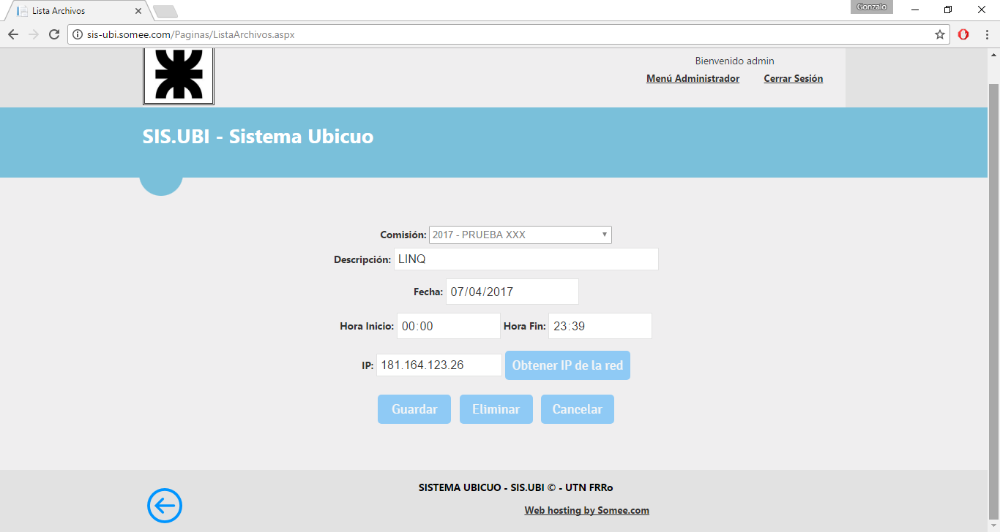 Lista Archivos
Gonzalo
sis-ubi.somee.com/Paginas/ListaArchivos.aspx
Bienvenido admin
Menú Administrador Cerrar Sesión
SIS.UBI - Sistema Ubicuo
Comisión: 2017 - PRUEBA XXX
Descripción: LINQ
Fecha: 07/04/2017
Hora Inicio: 00:00 Hora Fin: 23:39
IP: 181.164.123.26 Obtener IP de la red
Guardar Eliminar Cancelar
SISTEMA UBICUO - SIS.UBI © - UTN FRRo
Web hosting by Somee.com